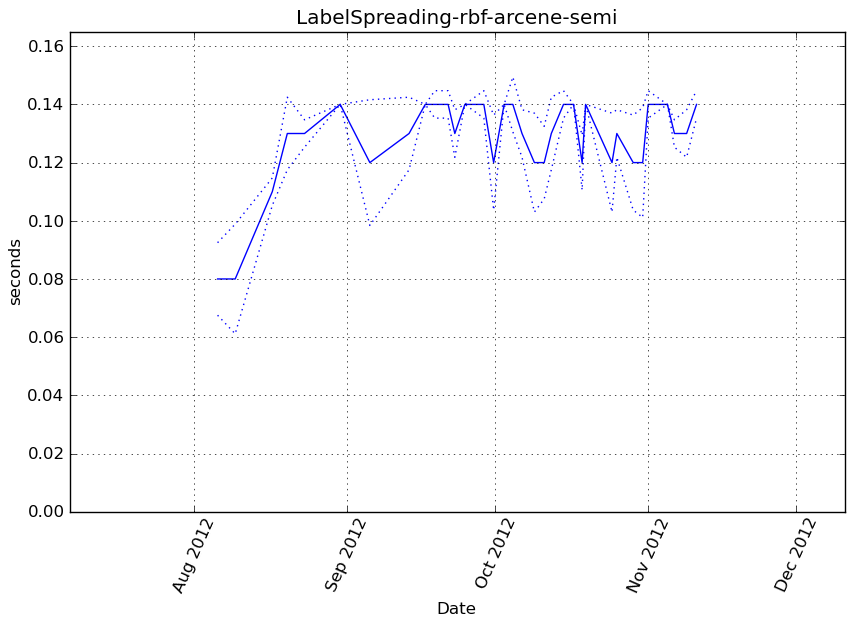 LabelSpreading-rbf-arcene-semi
0.16
0.14
0.12
0.10
0.08
0.06
0.04
0.02
0.00
seconds
Aug 2012
Sep 2012
Oct 2012
Nov 2012
Dec 2012
Date